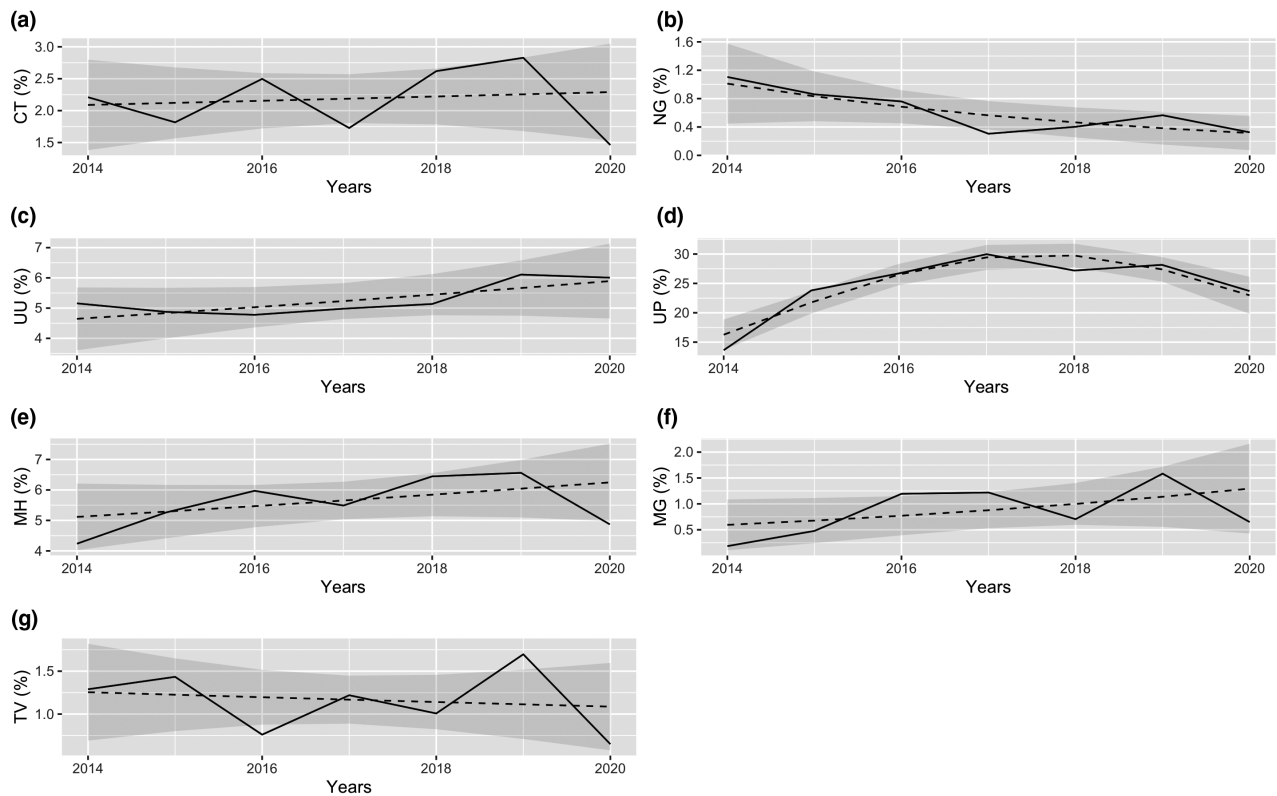 (a)
CT (%)
3.0
2.5
2.0
1.5
2014 2016 2018 2020
Years
(b)
NG (%)
1.6
1.2
0.8
0.4
0.0
2014 2016 2018 2020
Years
(c)
UU (%)
7
6
5
4
2014 2016 2018 2020
Years
(d)
UP (%)
30
25
20
15
2014 2016 2018 2020
Years
(e)
MH (%)
7
6
5
4
2014 2016 2018 2020
Years
(f)
MG (%)
2.0
1.5
1.0
0.5
2014 2016 2018 2020
Years
(g)
TV (%)
1.5
1.0
2014 2016 2018 2020
Years